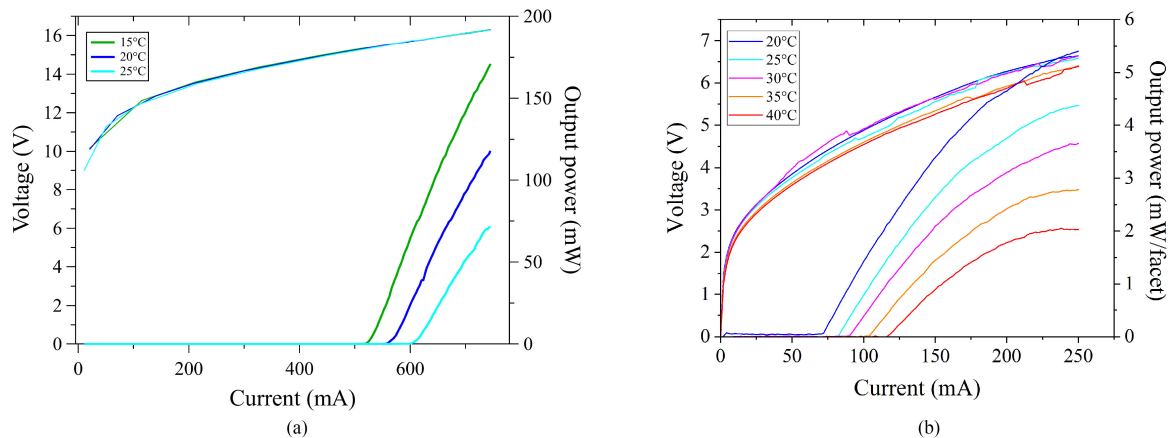 16
14
12
10
8
6
4
2
0
Voltage (V)
15°C
20°C
25°C
200
150
100
50
0
Output power (mW)
0
200
400
600
Current (mA)
(a)
7
6
5
4
3
2
1
0
Voltage (V)
20°C
25°C
30°C
35°C
40°C
6
5
4
3
2
1
0
Output power (mW/facet)
0
50
100
150
200
250
Current (mA)
(b)